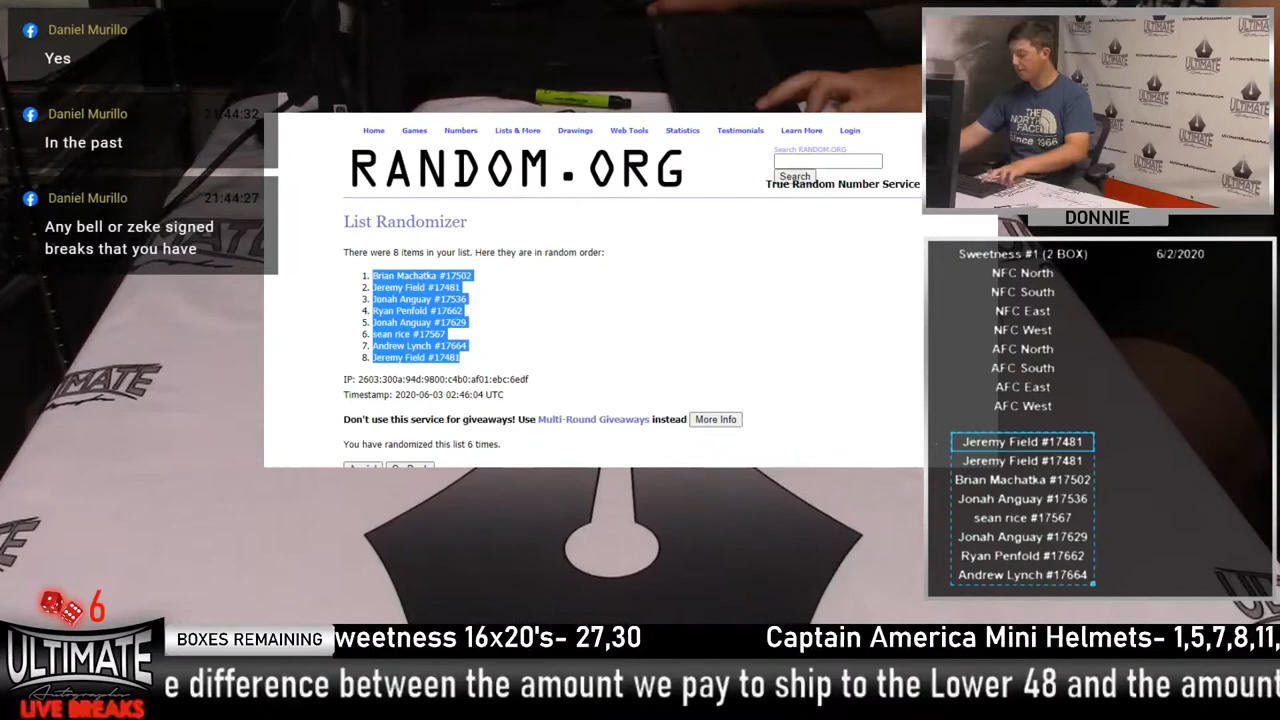 Daniel Murillo
Yes
Daniel Murillo
21:44:32
In the past
Daniel Murillo
21:44:27
Any bell or zeke signed
breaks that you have
Home Games Numbers Lists & More Drawings Web Tools Statistics Testimonials Learn More Login
Search RANDOM.ORG
Search
RANDOM.ORG
True Random Number Service
List Randomizer
There were 8 items in your list. Here they are in random order:
1. Brian Machatka #17502
2. Jeremy Field #17481
3. Jonah Anguay #17536
4. Ryan Penfold #17662
5. Jonah Anguay #17629
6. sean rice #17567
7. Andrew Lynch #17664
8. Jeremy Field #17481
IP: 2603:300a:94d:9800:c4b0:af01:ebc:6edf
Timestamp: 2020-06-03 02:46:04 UTC
Don't use this service for giveaways! Use Multi-Round Giveaways instead More Info
You have randomized this list 6 times.
THE
NORTH
FACE
Since 1966
ULTIMATE
DONNIE
Sweetness #1 (2 BOX) 6/2/2020
NFC North
NFC South
NFC East
NFC West
AFC North
AFC South
AFC East
AFC West
Jeremy Field #17481
Jeremy Field #17481
Brian Machatka #17502
Jonah Anguay #17536
sean rice #17567
Jonah Anguay #17629
Ryan Penfold #17662
Andrew Lynch #17664
6
ULTIMATE
Autographs
LIVE BREAKS
BOXES REMAINING
weetness 16x20's- 27,30 Captain America Mini Helmets- 1,5,7,8,11,
e difference between the amount we pay to ship to the Lower 48 and the amount